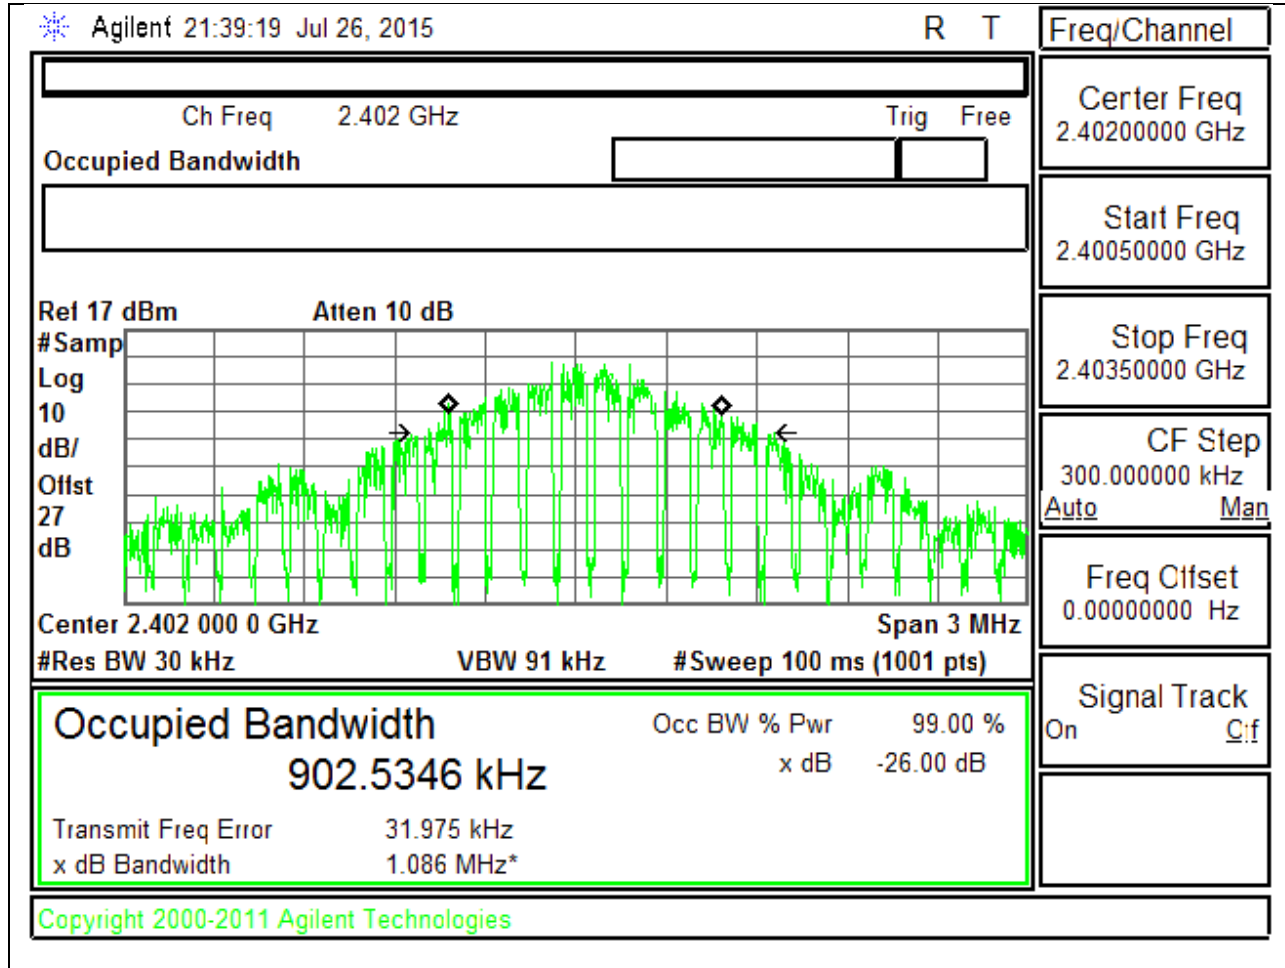 Agilent 21:39:19 Jul 26, 2015 R T
Freq/Channel
Ch Freq 2.402 GHz Trig Free
Occupied Bandwidth
Center Freq
2.40200000 GHz
Start Freq
2.40050000 GHz
Stop Freq
2.40350000 GHz
CF Step
300.000000 kHz
Auto Man
Freq Offset
0.00000000 Hz
Signal Track
On Off
Ref 17 dBm Atten 10 dB
#Samp
Log
10
dB/
Offst
27
dB
Center 2.402 000 0 GHz Span 3 MHz
#Res BW 30 kHz VBW 91 kHz #Sweep 100 ms (1001 pts)
Occupied Bandwidth Occ BW % Pwr 99.00 %
902.5346 kHz x dB -26.00 dB
Transmit Freq Error 31.975 kHz
x dB Bandwidth 1.086 MHz*
Copyright 2000-2011 Agilent Technologies